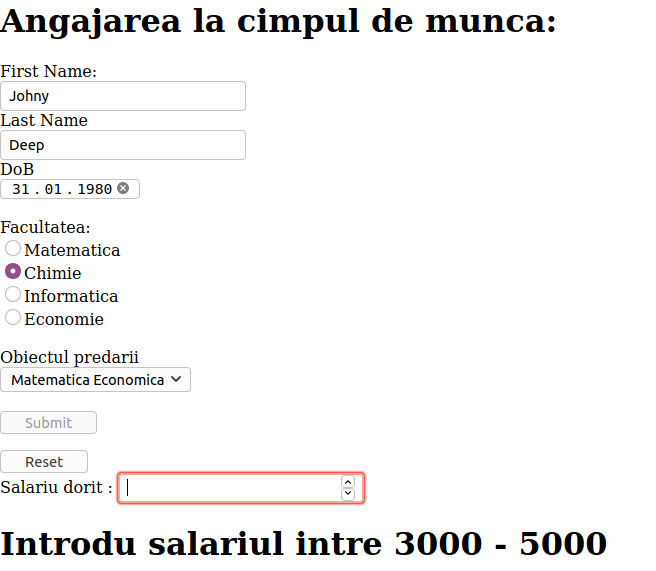 Angajarea la cimpul de munca:
First Name:
Johny
Last Name
Deep
DoB
31 . 01 . 1980
Facultatea:
Matematica
Chimie
Informatica
Economie
Obiectul predarii
Matematica Economica
Submit
Reset
Salariu dorit :
Introdu salariul intre 3000 - 5000